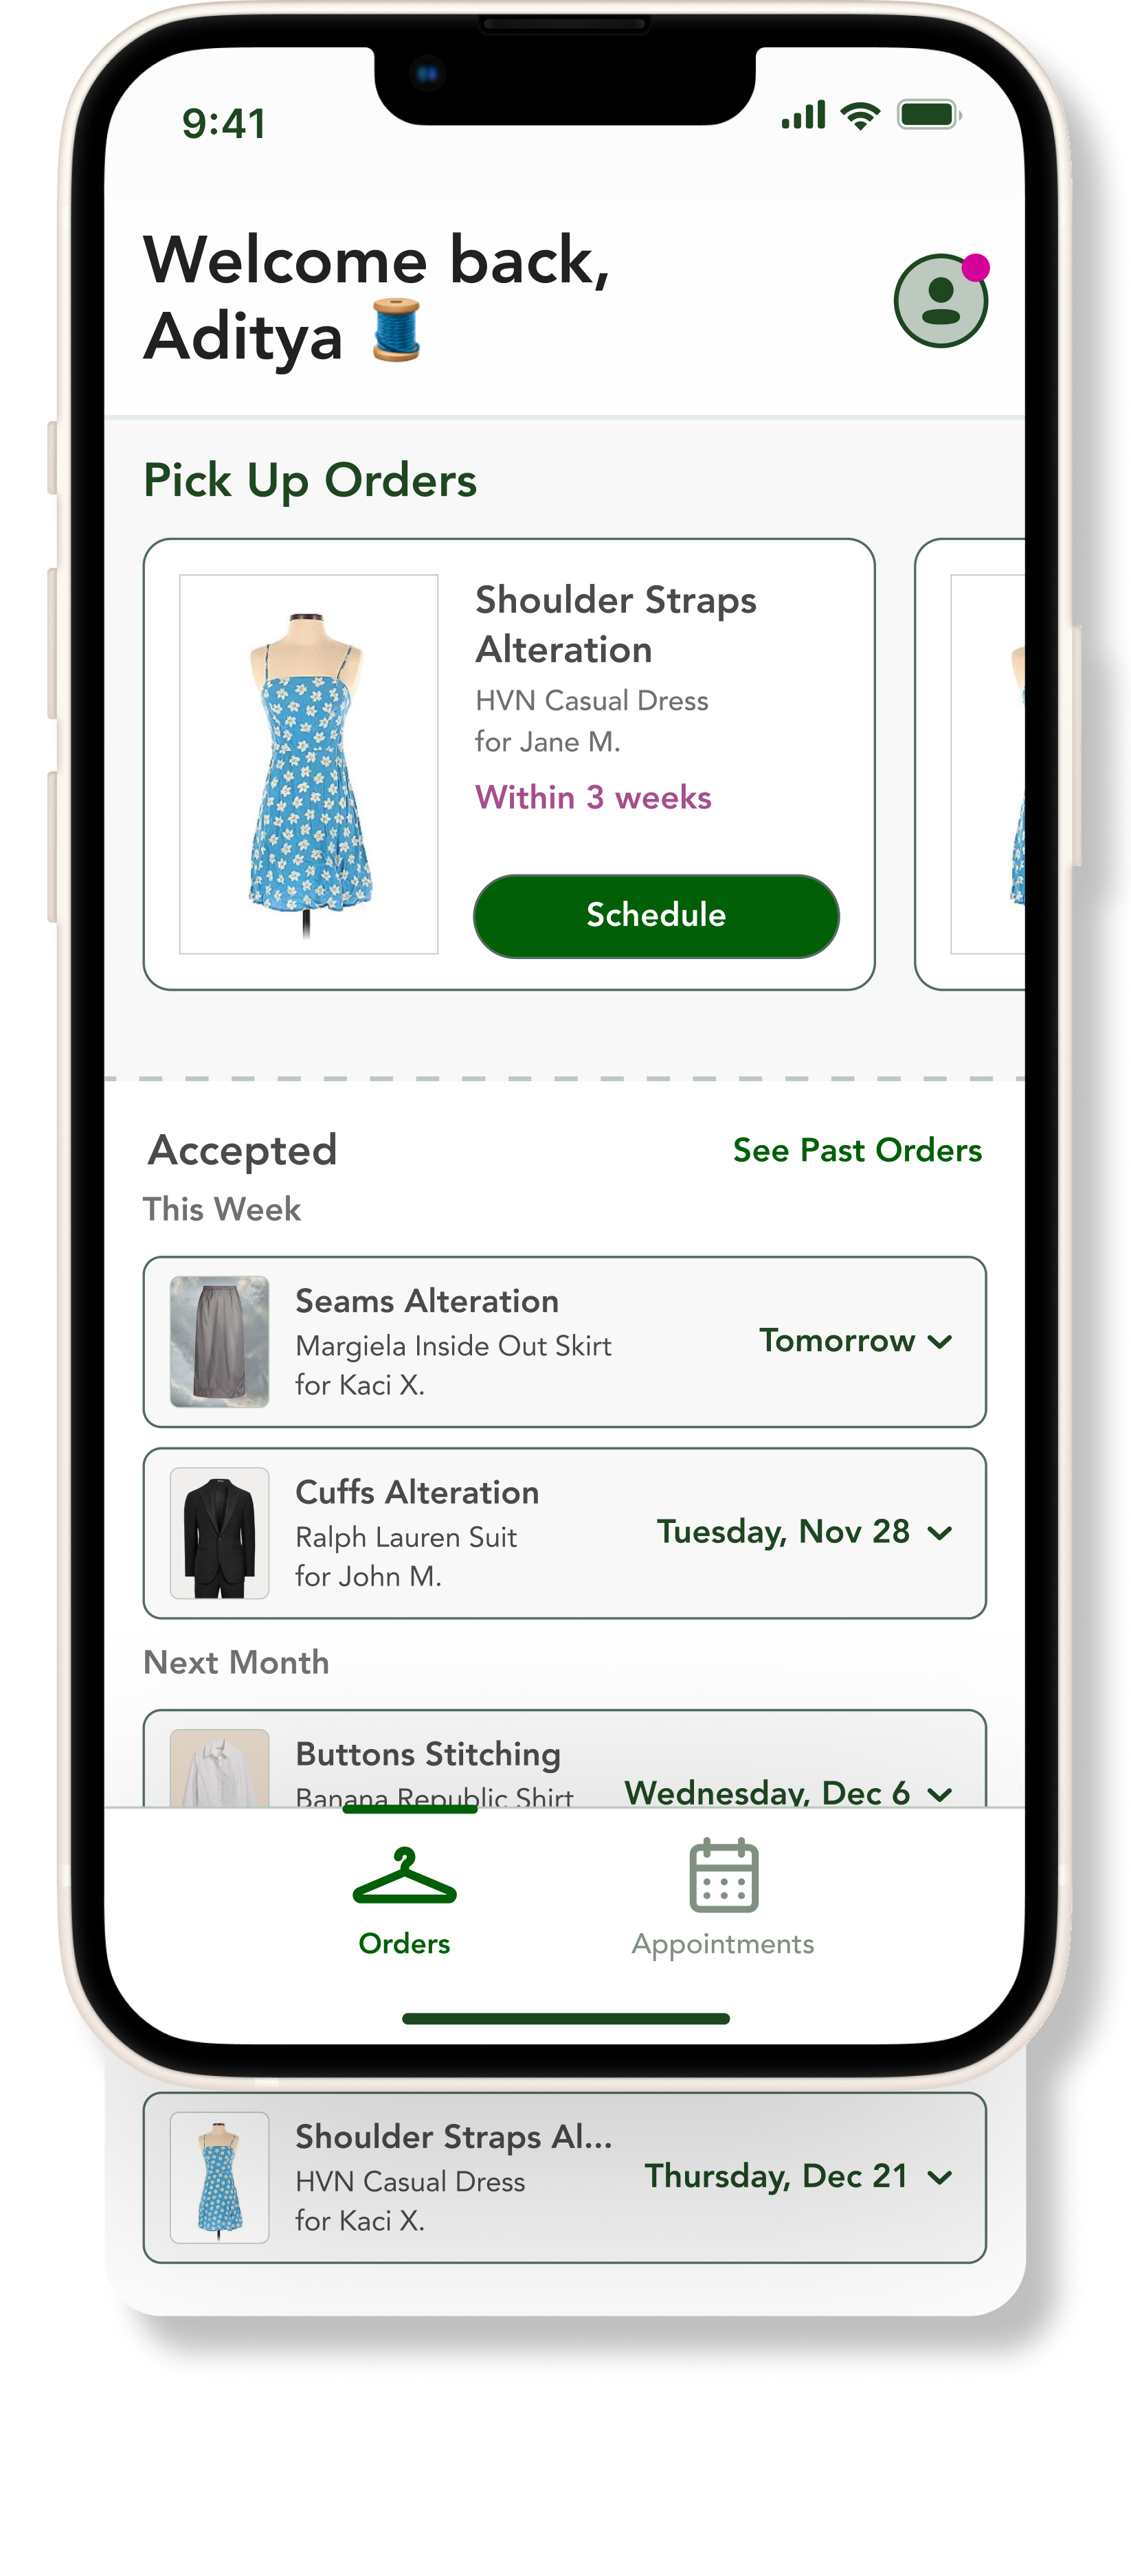 9:41
Welcome back,
Aditya
Pick Up Orders
Shoulder Straps
Alteration
HVN Casual Dress
for Jane M.
Within 3 weeks
Schedule
Accepted
See Past Orders
This Week
Seams Alteration
Margiela Inside Out Skirt
for Kaci X.
Tomorrow
Cuffs Alteration
Ralph Lauren Suit
for John M.
Tuesday, Nov 28
Next Month
Buttons Stitching
Banana Republic Shirt
Wednesday, Dec 6
Orders
Appointments
Shoulder Straps Al...
HVN Casual Dress
for Kaci X.
Thursday, Dec 21